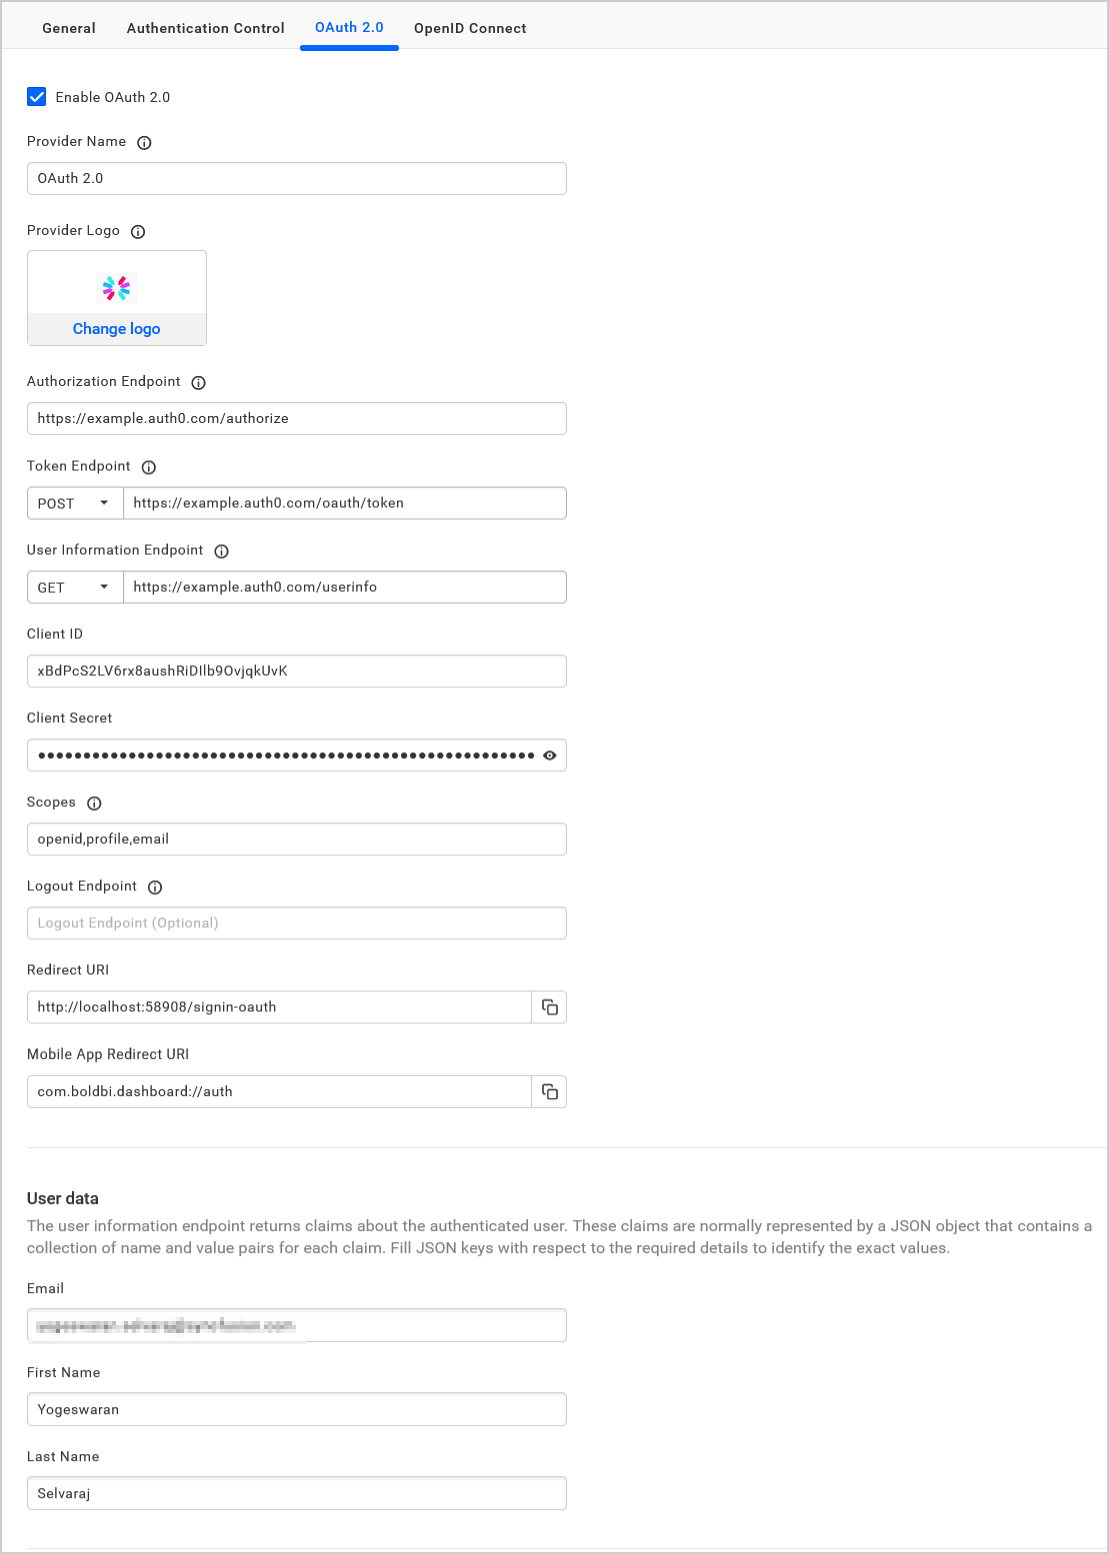 General Authentication Control OAuth 2.0 OpenID Connect
Enable OAuth 2.0
Provider Name
OAuth 2.0
Provider Logo
Change logo
Authorization Endpoint
https://example.auth0.com/authorize
Token Endpoint
POST https://example.auth0.com/oauth/token
User Information Endpoint
GET https://example.auth0.com/userinfo
Client ID
xBdPcS2LV6rx8aushRiDIlb9OvjqkUvK
Client Secret
Scopes
openid,profile,email
Logout Endpoint
Logout Endpoint (Optional)
Redirect URI
http://localhost:58908/signin-oauth
Mobile App Redirect URI
com.boldbi.dashboard://auth
User data
The user information endpoint returns claims about the authenticated user. These claims are normally represented by a JSON object that contains a
collection of name and value pairs for each claim. Fill JSON keys with respect to the required details to identify the exact values.
Email
First Name
Yogeswaran
Last Name
Selvaraj